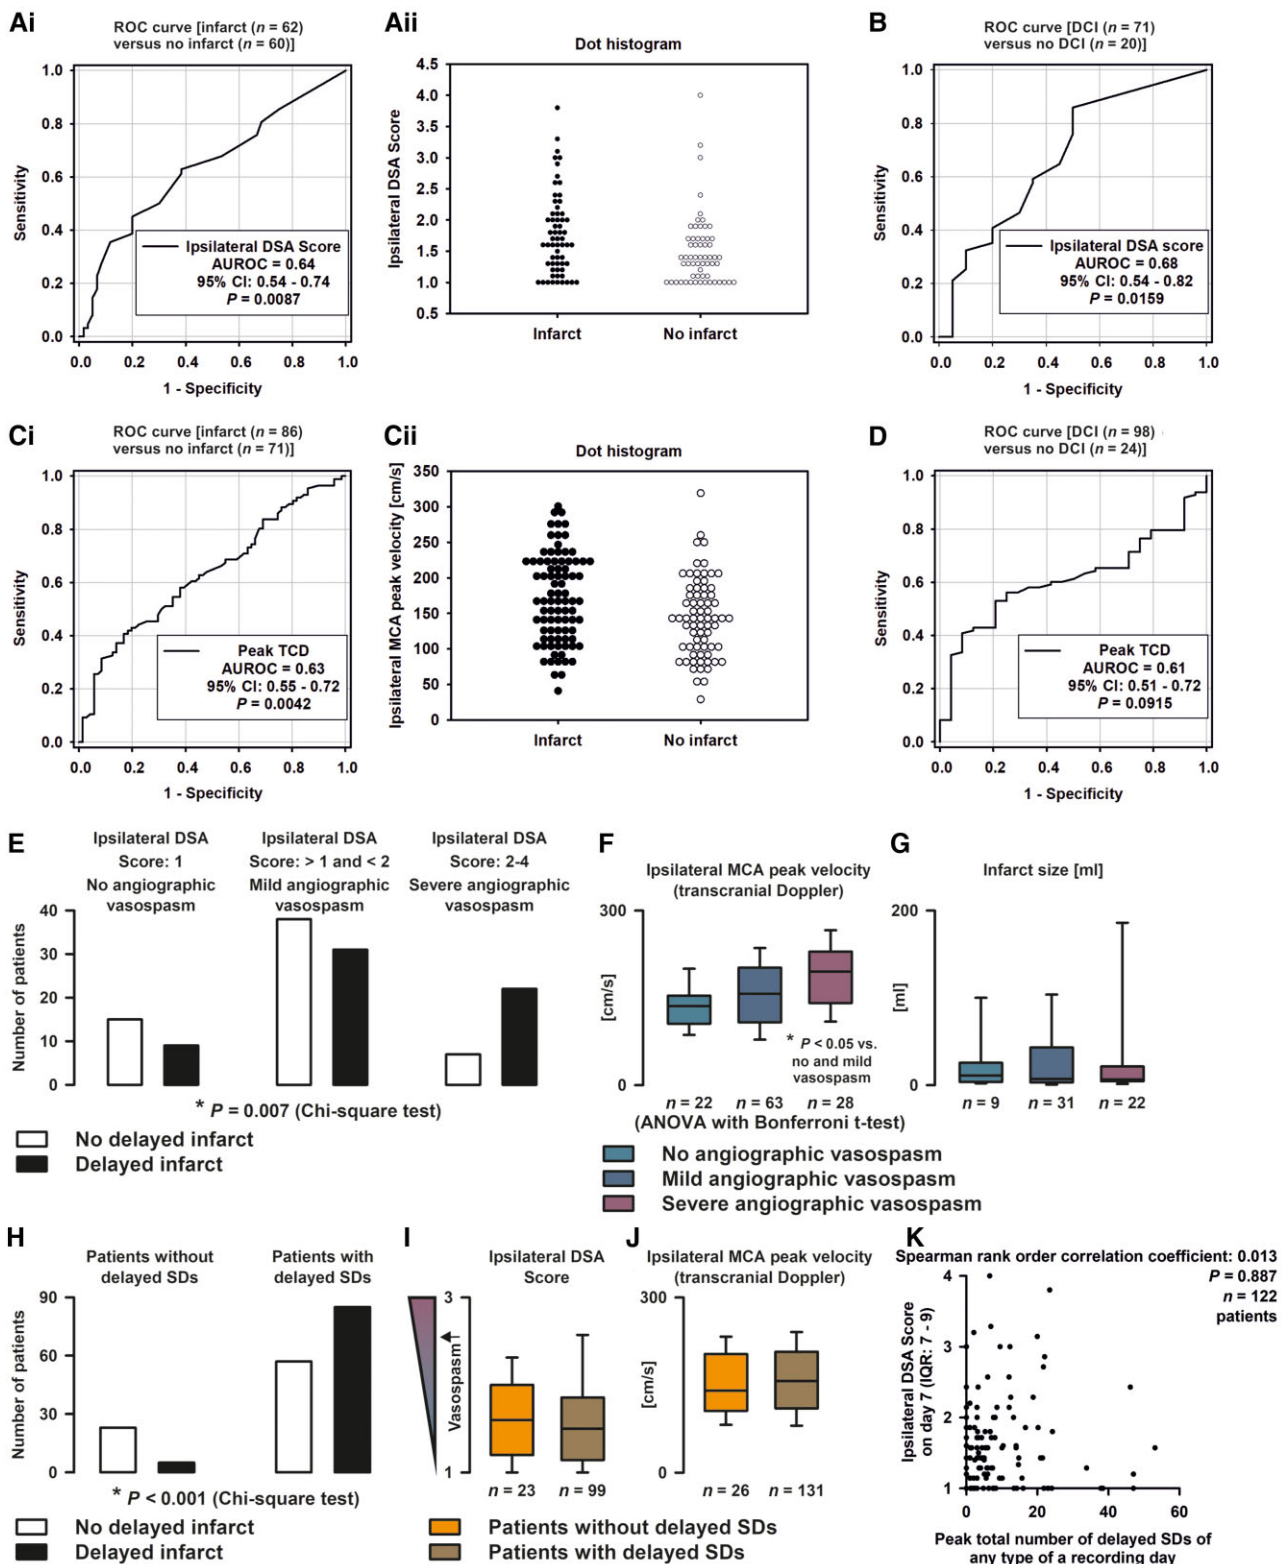 Ai
ROC curve [infarct (n = 62)
versus no infarct (n = 60)]
1.0
0.8
0.6
0.4
0.2
0.0
Sensitivity
Ipsilateral DSA Score
AUROC = 0.64
95% CI: 0.54 - 0.74
P = 0.0087
0.0 0.2 0.4 0.6 0.8 1.0
1 - Specificity
Aii
Dot histogram
4.5
4.0
3.5
3.0
2.5
2.0
1.5
1.0
0.5
Ipsilateral DSA Score
Infarct No infarct
B
ROC curve [DCI (n = 71)
versus no DCI (n = 20)]
1.0
0.8
0.6
0.4
0.2
0.0
Sensitivity
Ipsilateral DSA score
AUROC = 0.68
95% CI: 0.54 - 0.82
P = 0.0159
0.0 0.2 0.4 0.6 0.8 1.0
1 - Specificity
Ci
ROC curve [infarct (n = 86)
versus no infarct (n = 71)]
1.0
0.8
0.6
0.4
0.2
0.0
Sensitivity
Peak TCD
AUROC = 0.63
95% CI: 0.55 - 0.72
P = 0.0042
0.0 0.2 0.4 0.6 0.8 1.0
1 - Specificity
Cii
Dot histogram
350
300
250
200
150
100
50
0
Ipsilateral MCA peak velocity [cm/s]
Infarct No infarct
D
ROC curve [DCI (n = 98)
versus no DCI (n = 24)]
1.0
0.8
0.6
0.4
0.2
0.0
Sensitivity
Peak TCD
AUROC = 0.61
95% CI: 0.51 - 0.72
P = 0.0915
0.0 0.2 0.4 0.6 0.8 1.0
1 - Specificity
E
Ipsilateral DSA
Score: 1
No angiographic
vasospasm
Ipsilateral DSA
Score: > 1 and < 2
Mild angiographic
vasospasm
Ipsilateral DSA
Score: 2-4
Severe angiographic
vasospasm
40
30
20
10
0
Number of patients
* P = 0.007 (Chi-square test)
No delayed infarct
Delayed infarct
F
Ipsilateral MCA peak velocity
(transcranial Doppler)
300
0
[cm/s]
* P < 0.05 vs.
no and mild
vasospasm
n = 22 n = 63 n = 28
(ANOVA with Bonferroni t-test)
G
Infarct size [ml]
200
0
[ml]
n = 9 n = 31 n = 22
No angiographic vasospasm
Mild angiographic vasospasm
Severe angiographic vasospasm
H
Patients without
delayed SDs
Patients with
delayed SDs
90
60
30
0
Number of patients
* P < 0.001 (Chi-square test)
No delayed infarct
Delayed infarct
I
Ipsilateral DSA
Score
3
1
Vasospasm
n = 23 n = 99
J
Ipsilateral MCA peak velocity
(transcranial Doppler)
300
0
[cm/s]
n = 26 n = 131
Patients without delayed SDs
Patients with delayed SDs
K
Spearman rank order correlation coefficient: 0.013
P = 0.887
n = 122
patients
4
3
2
1
Ipsilateral DSA Score
on day 7 (IQR: 7 - 9)
0 20 40 60
Peak total number of delayed SDs of
any type of a recording day